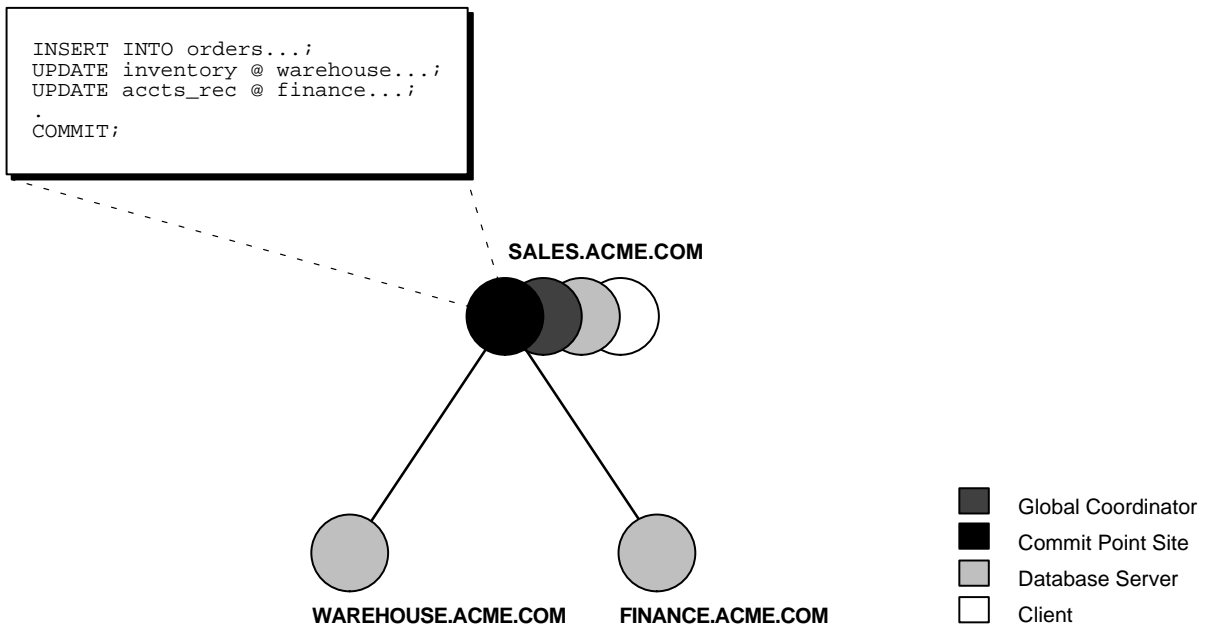 INSERT INTO orders...;
UPDATE inventory @ warehouse...;
UPDATE accts_rec @ finance...;
.
COMMIT;
SALES.ACME.COM
WAREHOUSE.ACME.COM
FINANCE.ACME.COM
Global Coordinator
Commit Point Site
Database Server
Client